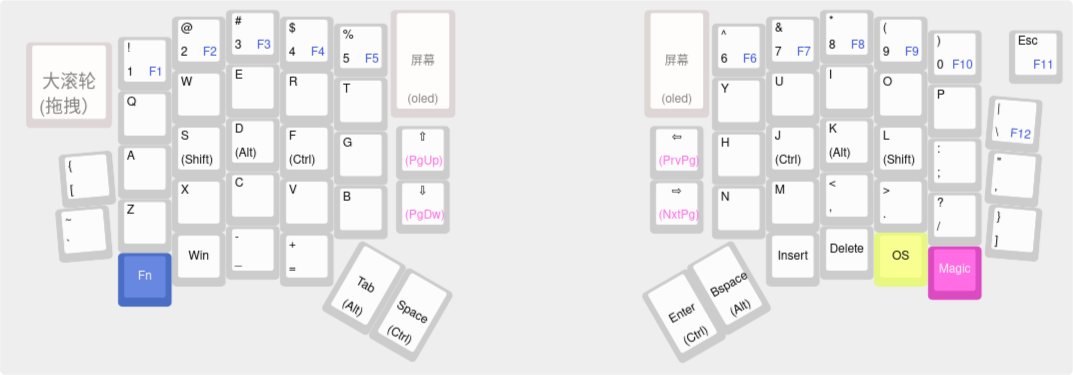 大滚轮
(拖拽)
!
1 F1
@
2 F2
#
3 F3
$
4 F4
%
5 F5
屏幕
(oled)
Q
W
E
R
T
{
[
A
S
(Shift)
D
(Alt)
F
(Ctrl)
G
⇧
(PgUp)
~
`
Z
X
C
V
B
⇩
(PgDw)
Fn
Win
-
_
+
=
Tab
(Alt)
Space
(Ctrl)
屏幕
(oled)
^
6 F6
&
7 F7
*
8 F8
(
9 F9
)
0 F10
Esc
F11
Y
U
I
O
P
|
\ F12
⇦
(PrvPg)
H
J
(Ctrl)
K
(Alt)
L
(Shift)
:
;
"
'
⇨
(NxtPg)
N
M
<
,
>
.
?
/
}
]
Enter
(Ctrl)
Bspace
(Alt)
Insert
Delete
OS
Magic